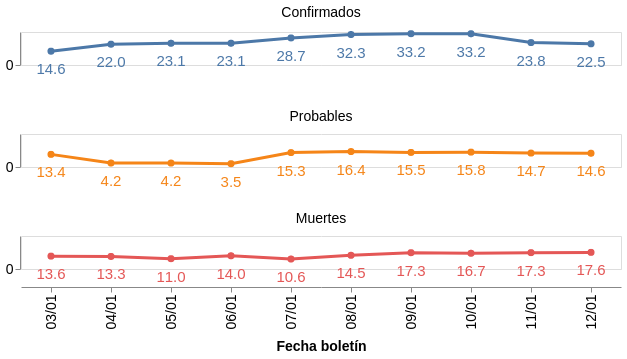 Confirmados
0
14.6 22.0 23.1 23.1 28.7 32.3 33.2 33.2 23.8 22.5
Probables
0
13.4 4.2 4.2 3.5 15.3 16.4 15.5 15.8 14.7 14.6
Muertes
0
13.6 13.3 11.0 14.0 10.6 14.5 17.3 16.7 17.3 17.6
03/01 04/01 05/01 06/01 07/01 08/01 09/01 10/01 11/01 12/01
Fecha boletín